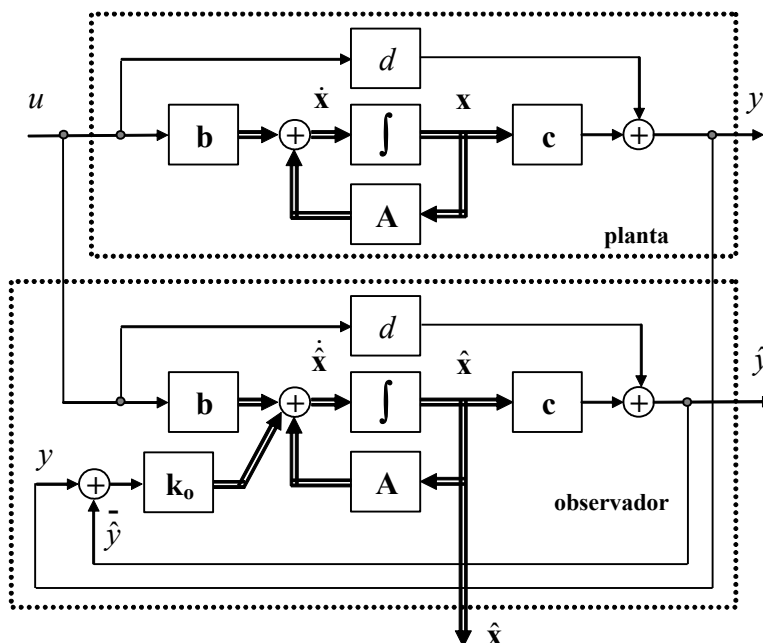 d
u
ẋ
x
y
b
+
∫
c
+
A
planta
d
x̂̇
x̂
ŷ
b
+
∫
c
+
y
+
k₀
A
observador
-
ŷ
x̂